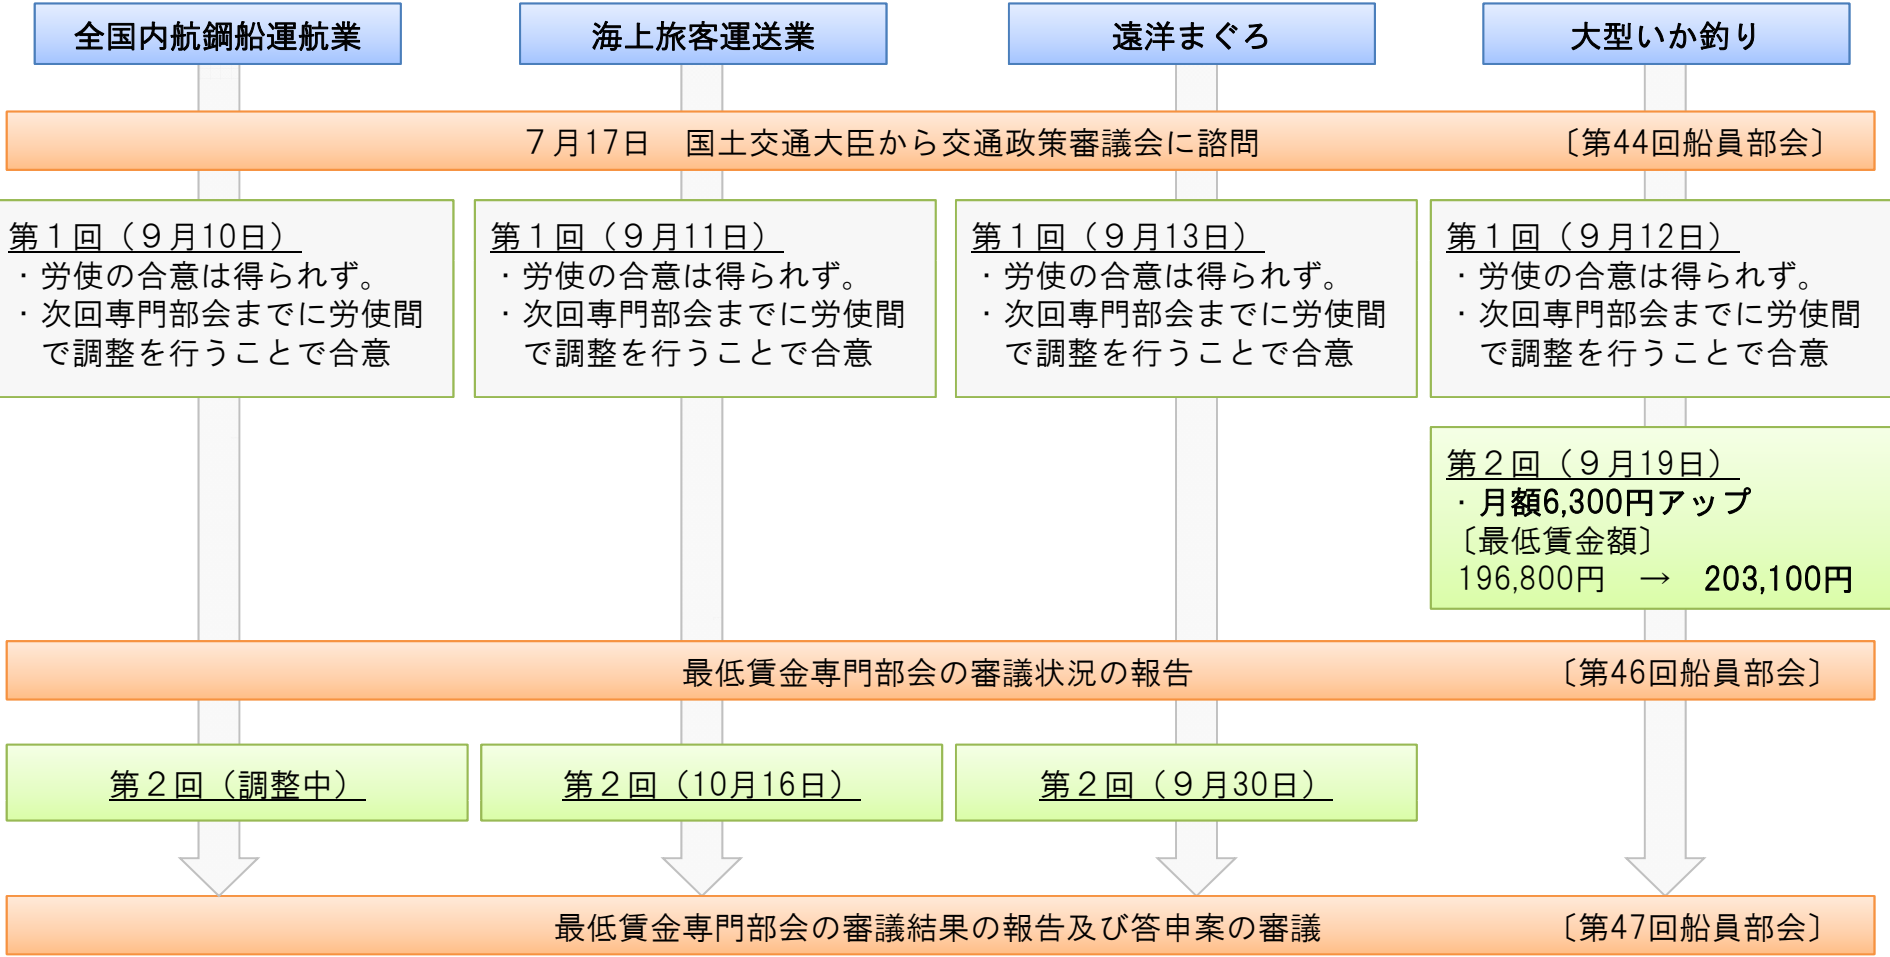 全国内航鋼船運航業
海上旅客運送業
遠洋まぐろ
大型いか釣り
７月17日　国土交通大臣から交通政策審議会に諮問　〔第44回船員部会〕
第１回（９月10日）
・労使の合意は得られず。
・次回専門部会までに労使間
で調整を行うことで合意
第１回（９月11日）
・労使の合意は得られず。
・次回専門部会までに労使間
で調整を行うことで合意
第１回（９月13日）
・労使の合意は得られず。
・次回専門部会までに労使間
で調整を行うことで合意
第１回（９月12日）
・労使の合意は得られず。
・次回専門部会までに労使間
で調整を行うことで合意
第２回（９月19日）
・月額6,300円アップ
〔最低賃金額〕
196,800円　→　203,100円
最低賃金専門部会の審議状況の報告　〔第46回船員部会〕
第２回（調整中）
第２回（10月16日）
第２回（９月30日）
最低賃金専門部会の審議結果の報告及び答申案の審議　〔第47回船員部会〕